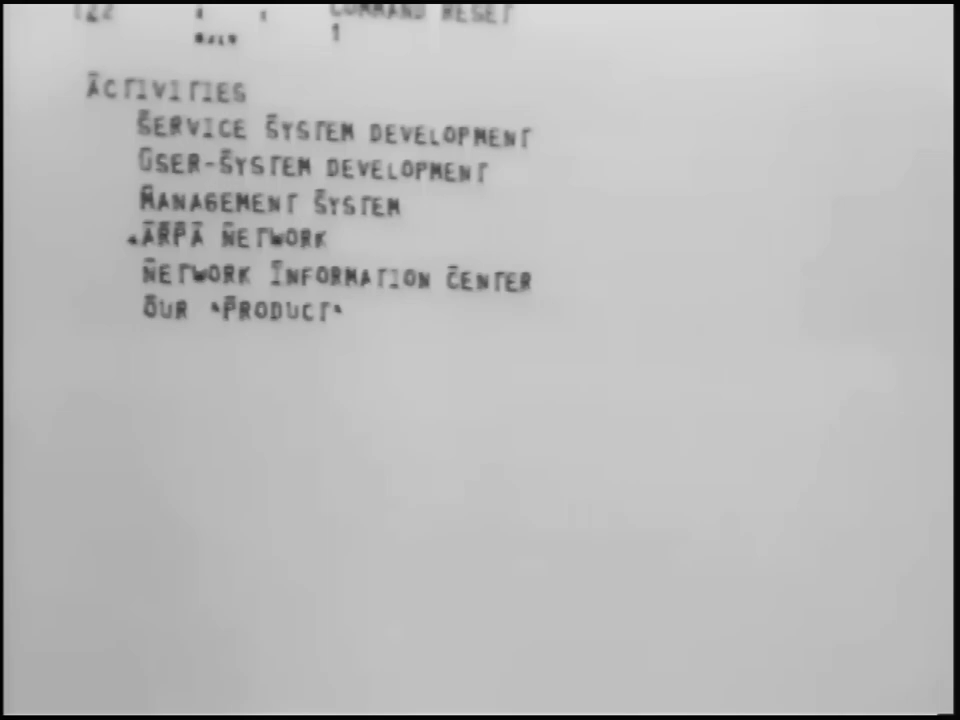 122 COMMAND RESET
1
ACTIVITIES
SERVICE SYSTEM DEVELOPMENT
USER-SYSTEM DEVELOPMENT
MANAGEMENT SYSTEM
ARPA NETWORK
NETWORK INFORMATION CENTER
OUR "PRODUCT"